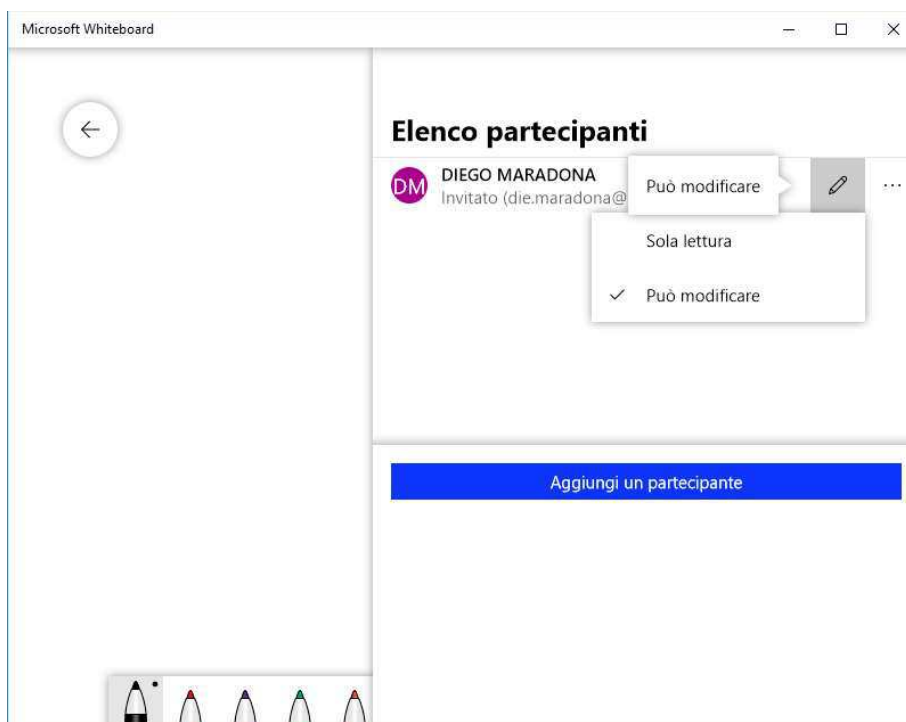 Microsoft Whiteboard
Elenco partecipanti
DM
DIEGO MARADONA
Invitato (die.maradona@
Può modificare
Sola lettura
Può modificare
Aggiungi un partecipante